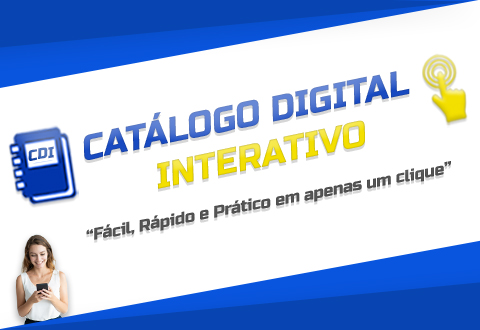 CATÁLOGO DIGITAL
INTERATIVO
CDI
“Fácil, Rápido e Prático em apenas um clique”